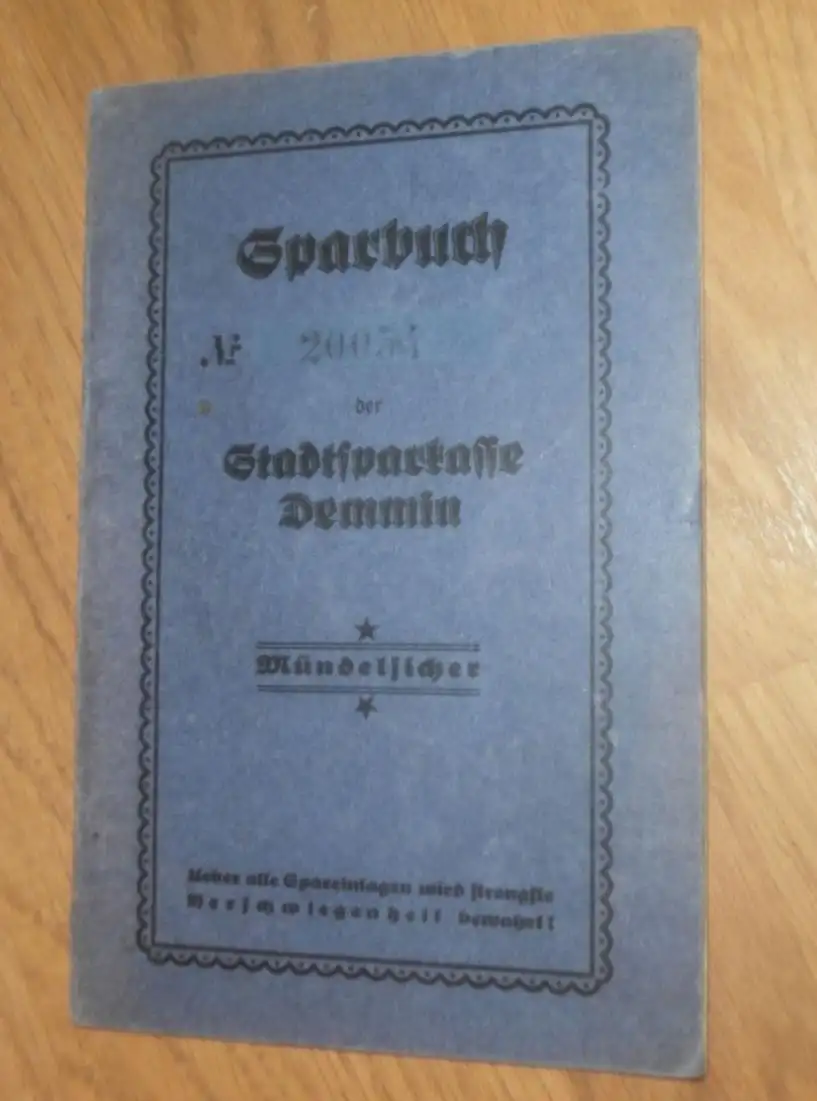 Sparbuch
№ 20054
der
Stadtsparkasse
Demmin
Mündelsicher
Ueber alle Spareinlagen wird strengste
Verschwiegenheit bewahrt!